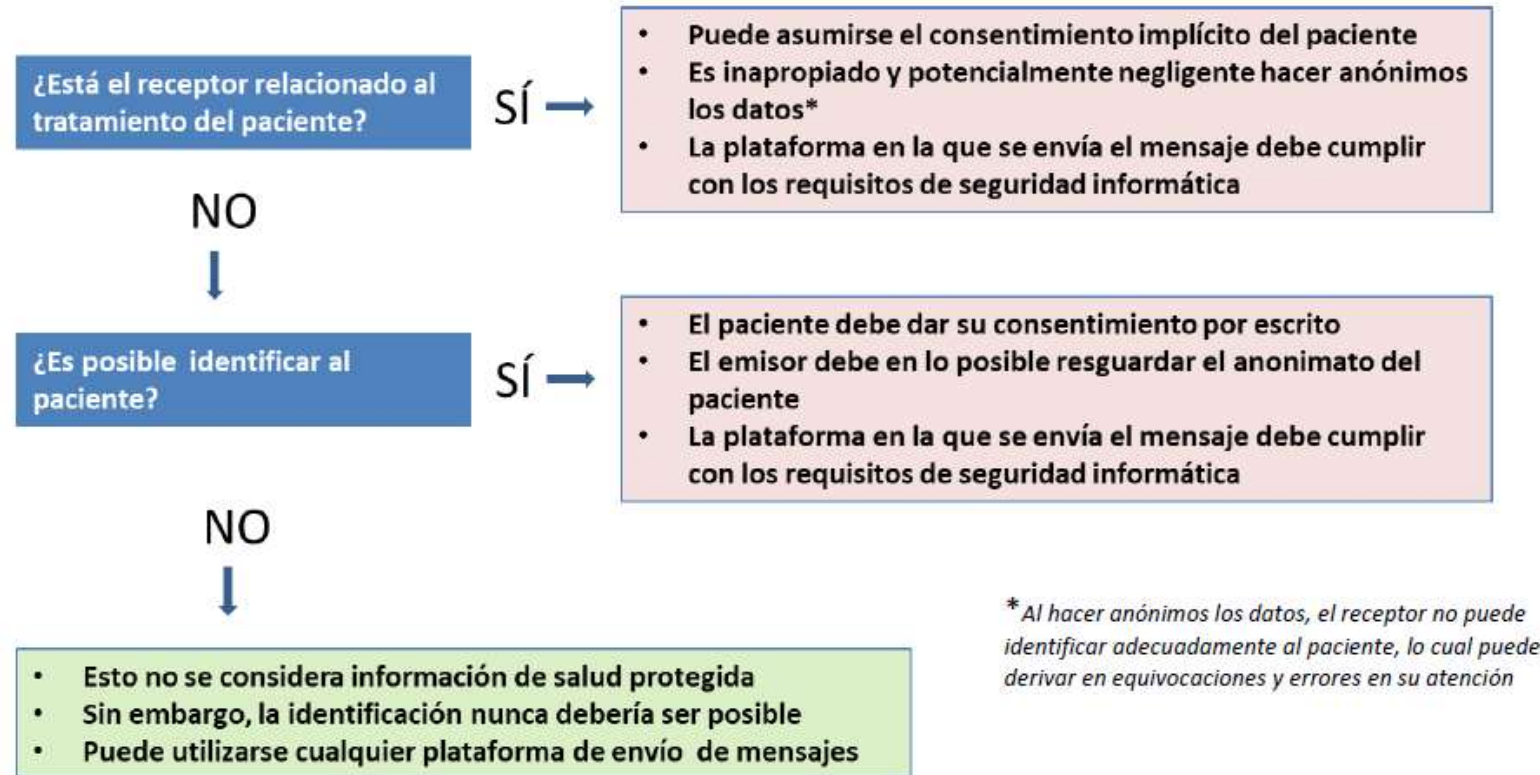 ¿Está el receptor relacionado al
tratamiento del paciente?
SÍ
• Puede asumirse el consentimiento implícito del paciente
• Es inapropiado y potencialmente negligente hacer anónimos
los datos*
• La plataforma en la que se envía el mensaje debe cumplir
con los requisitos de seguridad informática
NO
¿Es posible identificar al
paciente?
SÍ
• El paciente debe dar su consentimiento por escrito
• El emisor debe en lo posible resguardar el anonimato del
paciente
• La plataforma en la que se envía el mensaje debe cumplir
con los requisitos de seguridad informática
NO
• Esto no se considera información de salud protegida
• Sin embargo, la identificación nunca debería ser posible
• Puede utilizarse cualquier plataforma de envío de mensajes
*Al hacer anónimos los datos, el receptor no puede
identificar adecuadamente al paciente, lo cual puede
derivar en equivocaciones y errores en su atención